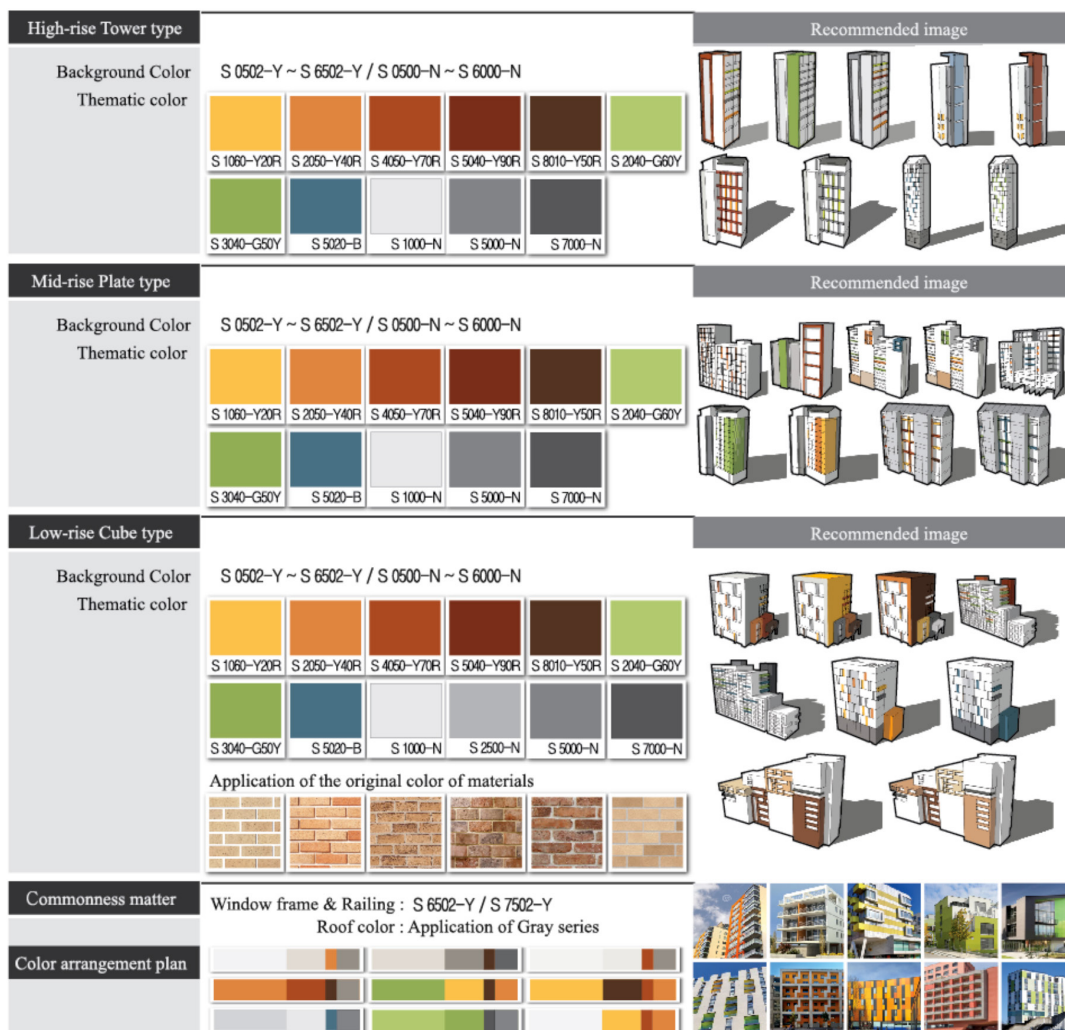 High-rise Tower type
Recommended image
Background Color S 0502-Y ~ S 6502-Y / S 0500-N ~ S 6000-N
Thematic color
S 1060-Y20R S 2050-Y40R S 4050-Y70R S 5040-Y90R S 8010-Y50R S 2040-G60Y
S 3040-G50Y S 5020-B S 1000-N S 5000-N S 7000-N
Mid-rise Plate type
Recommended image
Background Color S 0502-Y ~ S 6502-Y / S 0500-N ~ S 6000-N
Thematic color
S 1060-Y20R S 2050-Y40R S 4050-Y70R S 5040-Y90R S 8010-Y50R S 2040-G60Y
S 3040-G50Y S 5020-B S 1000-N S 5000-N S 7000-N
Low-rise Cube type
Recommended image
Background Color S 0502-Y ~ S 6502-Y / S 0500-N ~ S 6000-N
Thematic color
S 1060-Y20R S 2050-Y40R S 4050-Y70R S 5040-Y90R S 8010-Y50R S 2040-G60Y
S 3040-G50Y S 5020-B S 1000-N S 2500-N S 5000-N S 7000-N
Application of the original color of materials
Commonness matter
Window frame & Railing : S 6502-Y / S 7502-Y
Roof color : Application of Gray series
Color arrangement plan